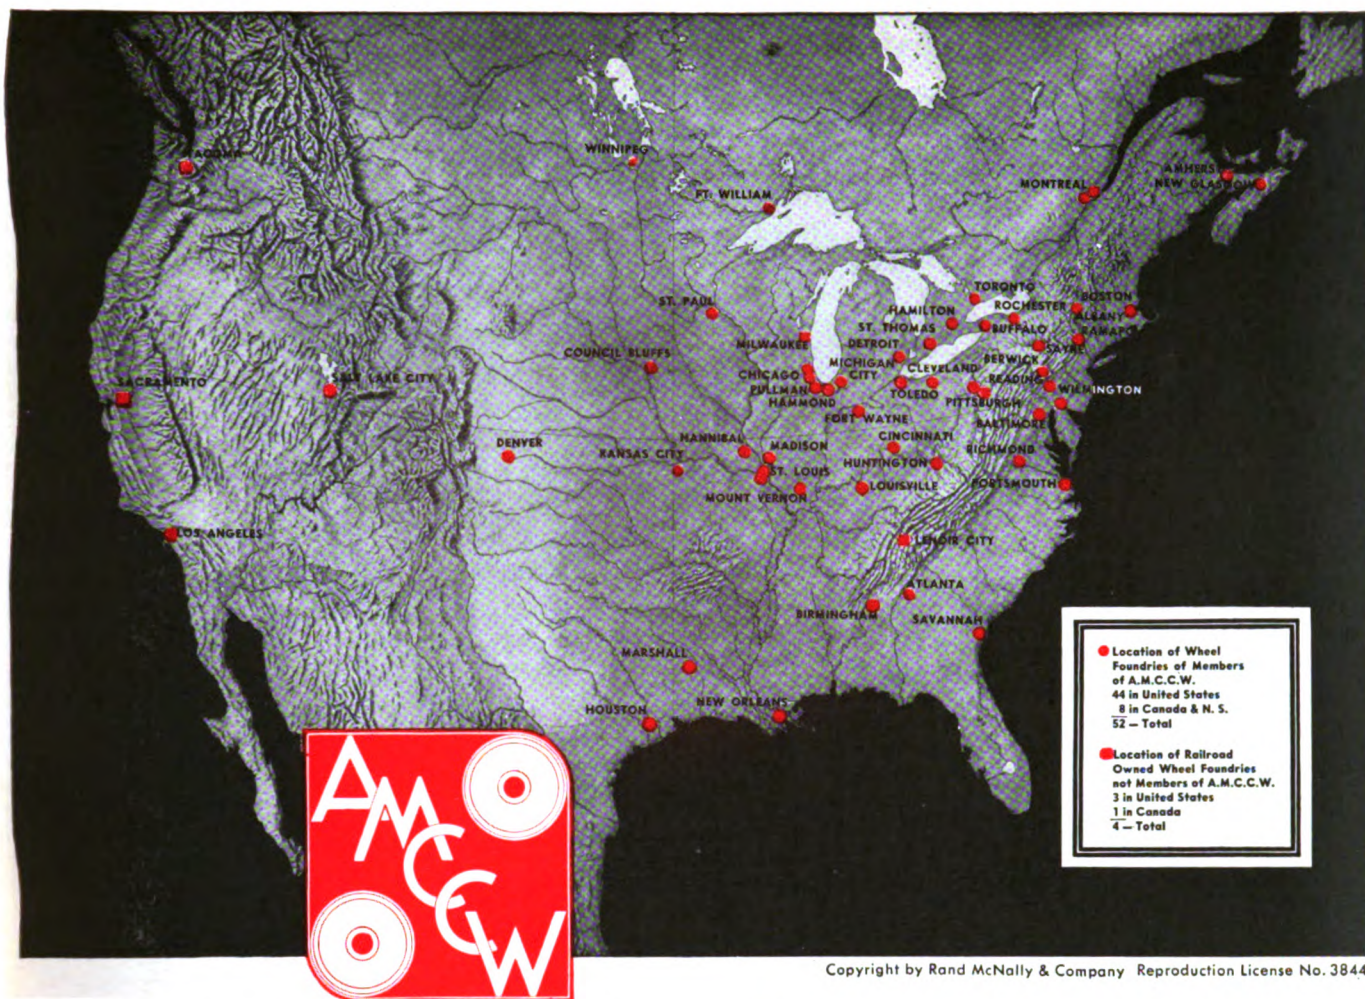 TACOMA
WINNIPEG
FT. WILLIAM
MONTREAL
AMHERST
NEW GLASGOW
ST. PAUL
TORONTO
HAMILTON
ROCHESTER
BOSTON
ALBANY
ST. THOMAS
BUFFALO
RAMAPO
MILWAUKEE
DETROIT
SAYRE
COUNCIL BLUFFS
MICHIGAN
CITY
CLEVELAND
BERWICK
CHICAGO
PULLMAN
TOLEDO
READING
WILMINGTON
SACRAMENTO
SALT LAKE CITY
HAMMOND
PITTSBURGH
FORT WAYNE
BALTIMORE
DENVER
KANSAS CITY
HANNIBAL
MADISON
CINCINNATI
RICHMOND
ST. LOUIS
HUNTINGTON
MOUNT VERNON
LOUISVILLE
PORTSMOUTH
LOS ANGELES
LENOIR CITY
ATLANTA
BIRMINGHAM
SAVANNAH
MARSHALL
HOUSTON
NEW ORLEANS
Location of Wheel
Foundries of Members
of A.M.C.C.W.
44 in United States
8 in Canada & N. S.
52 — Total
Location of Railroad
Owned Wheel Foundries
not Members of A.M.C.C.W.
3 in United States
1 in Canada
4 — Total
AMCCW
Copyright by Rand McNally & Company Reproduction License No. 3844